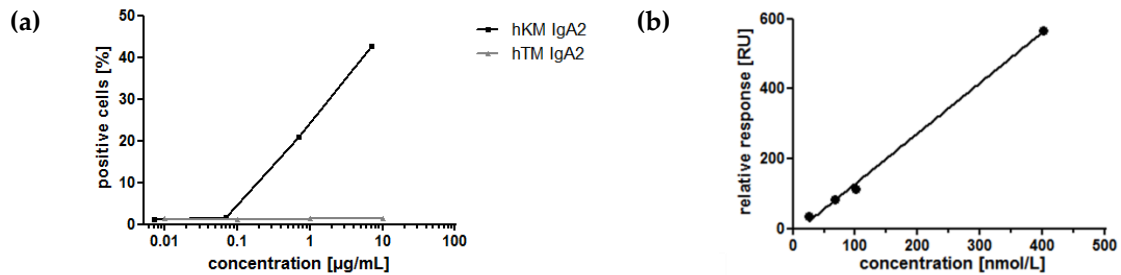 (a)
50
40
30
20
10
0
positive cells [%]
0.01 0.1 1 10 100
concentration [µg/mL]
hKM IgA2
hTM IgA2
(b)
600
400
200
0
relative response [RU]
0 100 200 300 400 500
concentration [nmol/L]